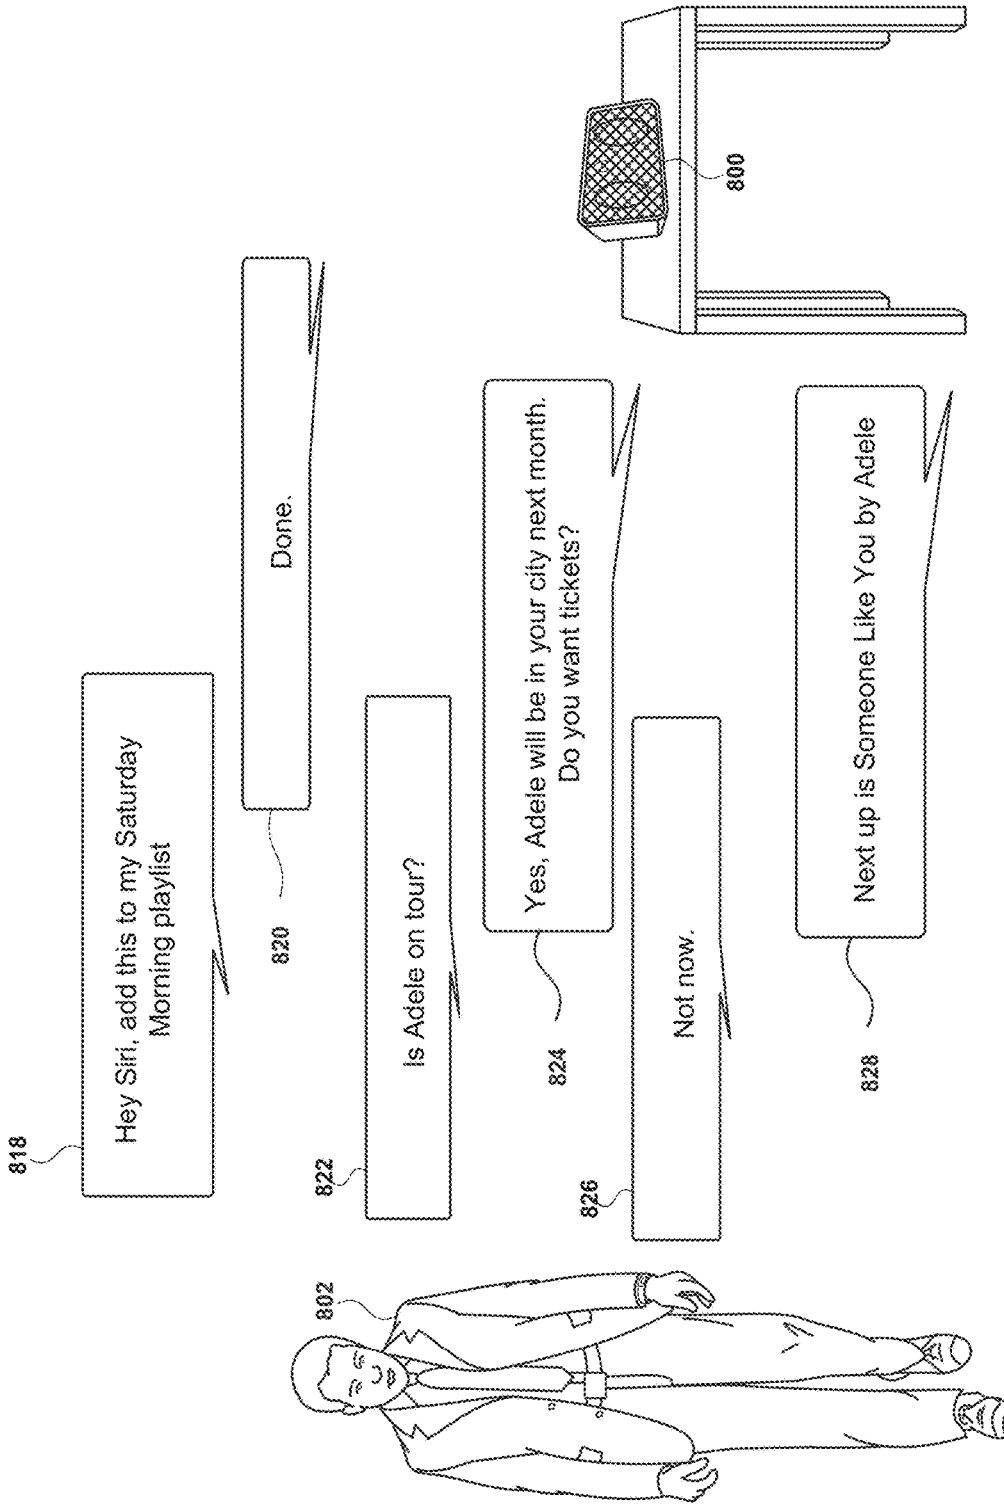 818
Hey Siri, add this to my Saturday
Morning playlist
Done.
820
822
Is Adele on tour?
Yes, Adele will be in your city next month.
Do you want tickets?
824
826
Not now.
Next up is Someone Like You by Adele
828
802
800